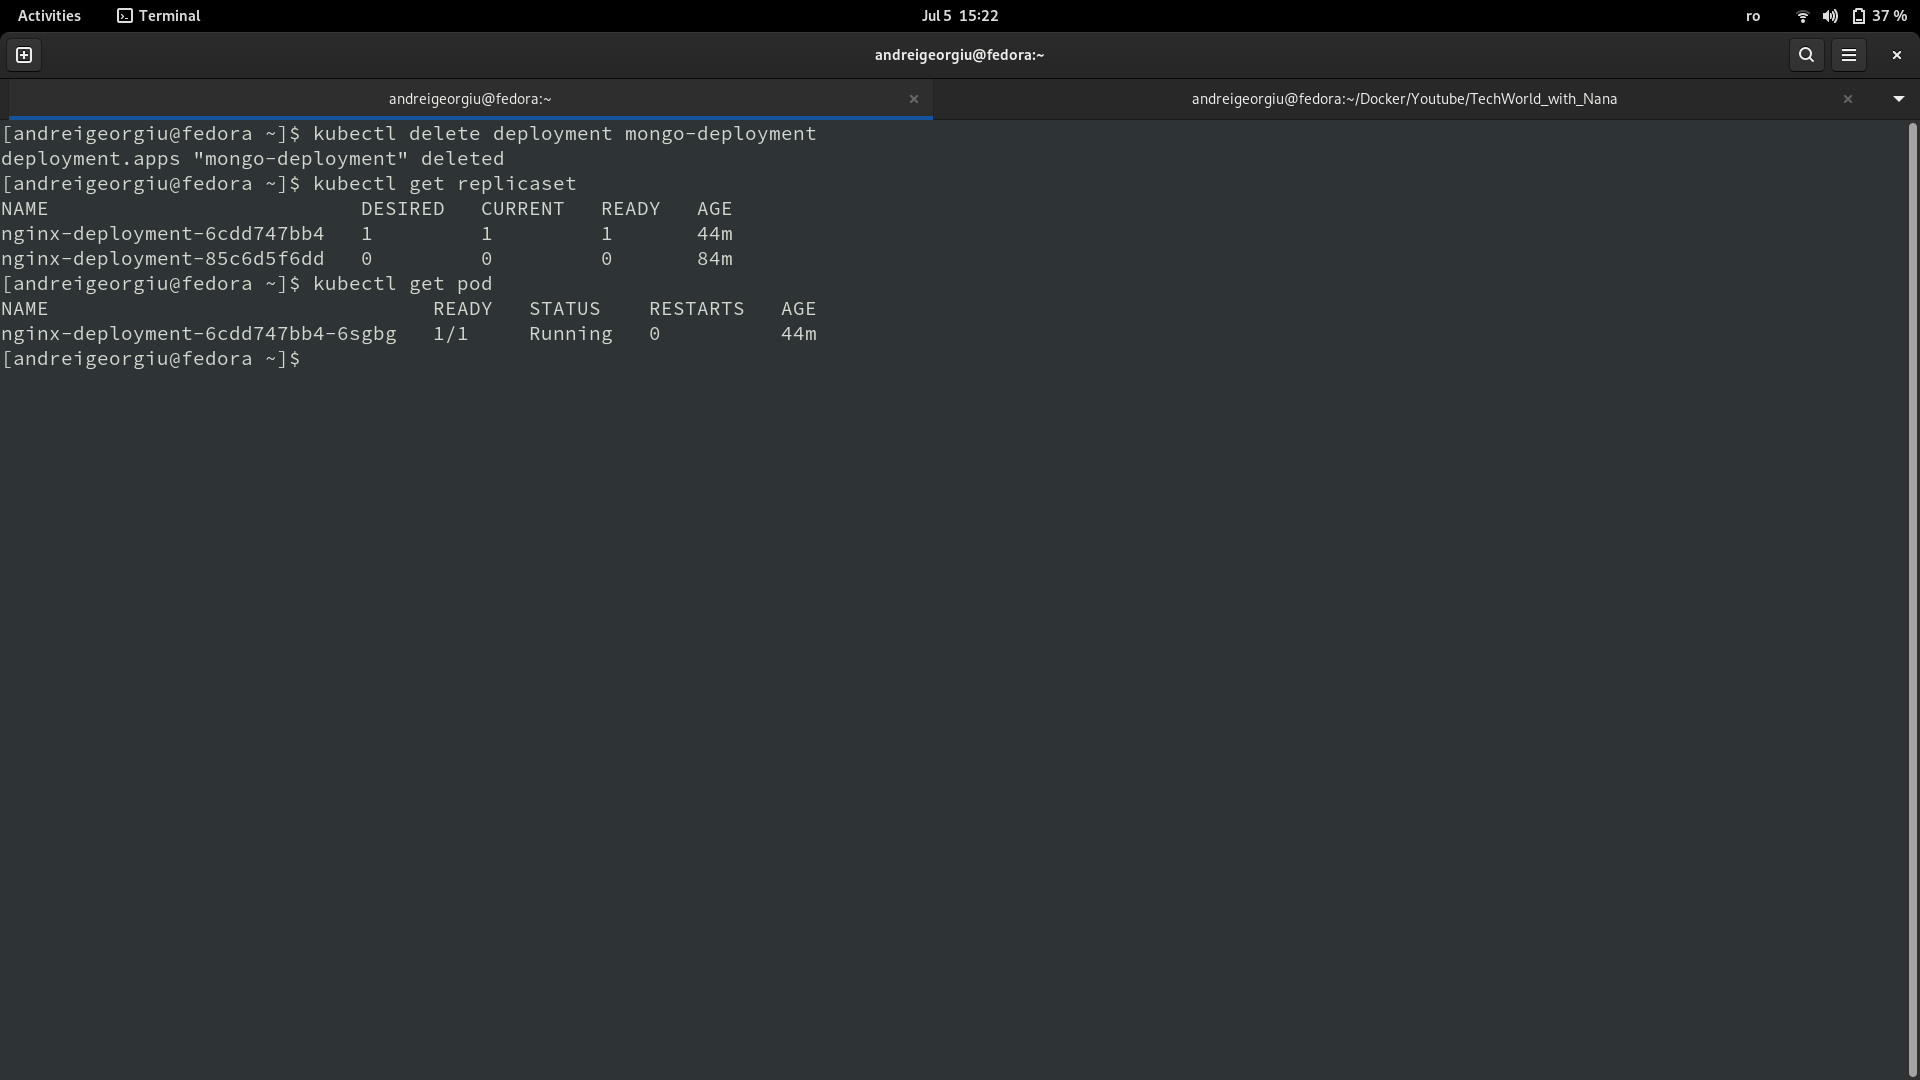 Activities Terminal Jul 5 15:22 ro 37 %
andreigeorgiu@fedora:~
andreigeorgiu@fedora:~ andreigeorgiu@fedora:~/Docker/Youtube/TechWorld_with_Nana
[andreigeorgiu@fedora ~]$ kubectl delete deployment mongo-deployment
deployment.apps "mongo-deployment" deleted
[andreigeorgiu@fedora ~]$ kubectl get replicaset
NAME                          DESIRED   CURRENT   READY   AGE
nginx-deployment-6cdd747bb4   1         1         1       44m
nginx-deployment-85c6d5f6dd   0         0         0       84m
[andreigeorgiu@fedora ~]$ kubectl get pod
NAME                                READY   STATUS    RESTARTS   AGE
nginx-deployment-6cdd747bb4-6sgbg   1/1     Running   0          44m
[andreigeorgiu@fedora ~]$